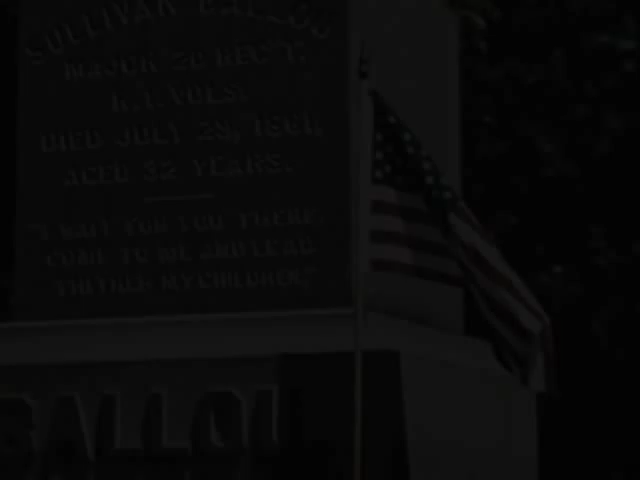 SULLIVAN BALLOU
MAJOR 2D REG'T.
R.I. VOLS.
DIED JULY 29, 1861,
AGED 32 YEARS.
"I WAIT FOR YOU THERE,
COME TO ME AND LEAD
THITHER MY CHILDREN."
BALLOU